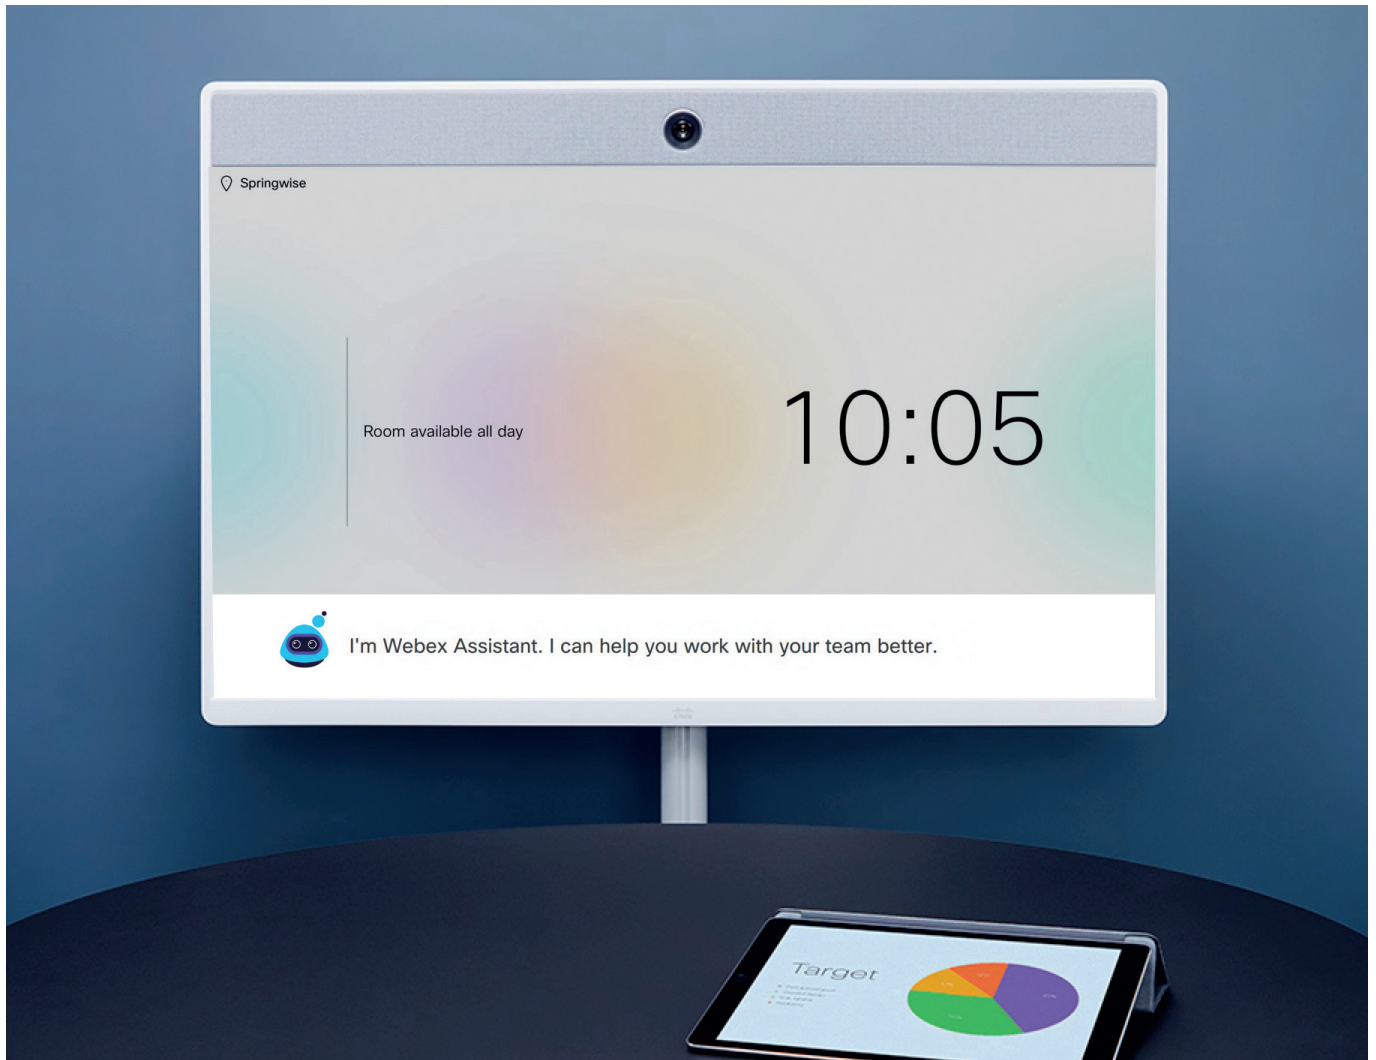 Springwise
Room available all day
10:05
I'm Webex Assistant. I can help you work with your team better.
Target